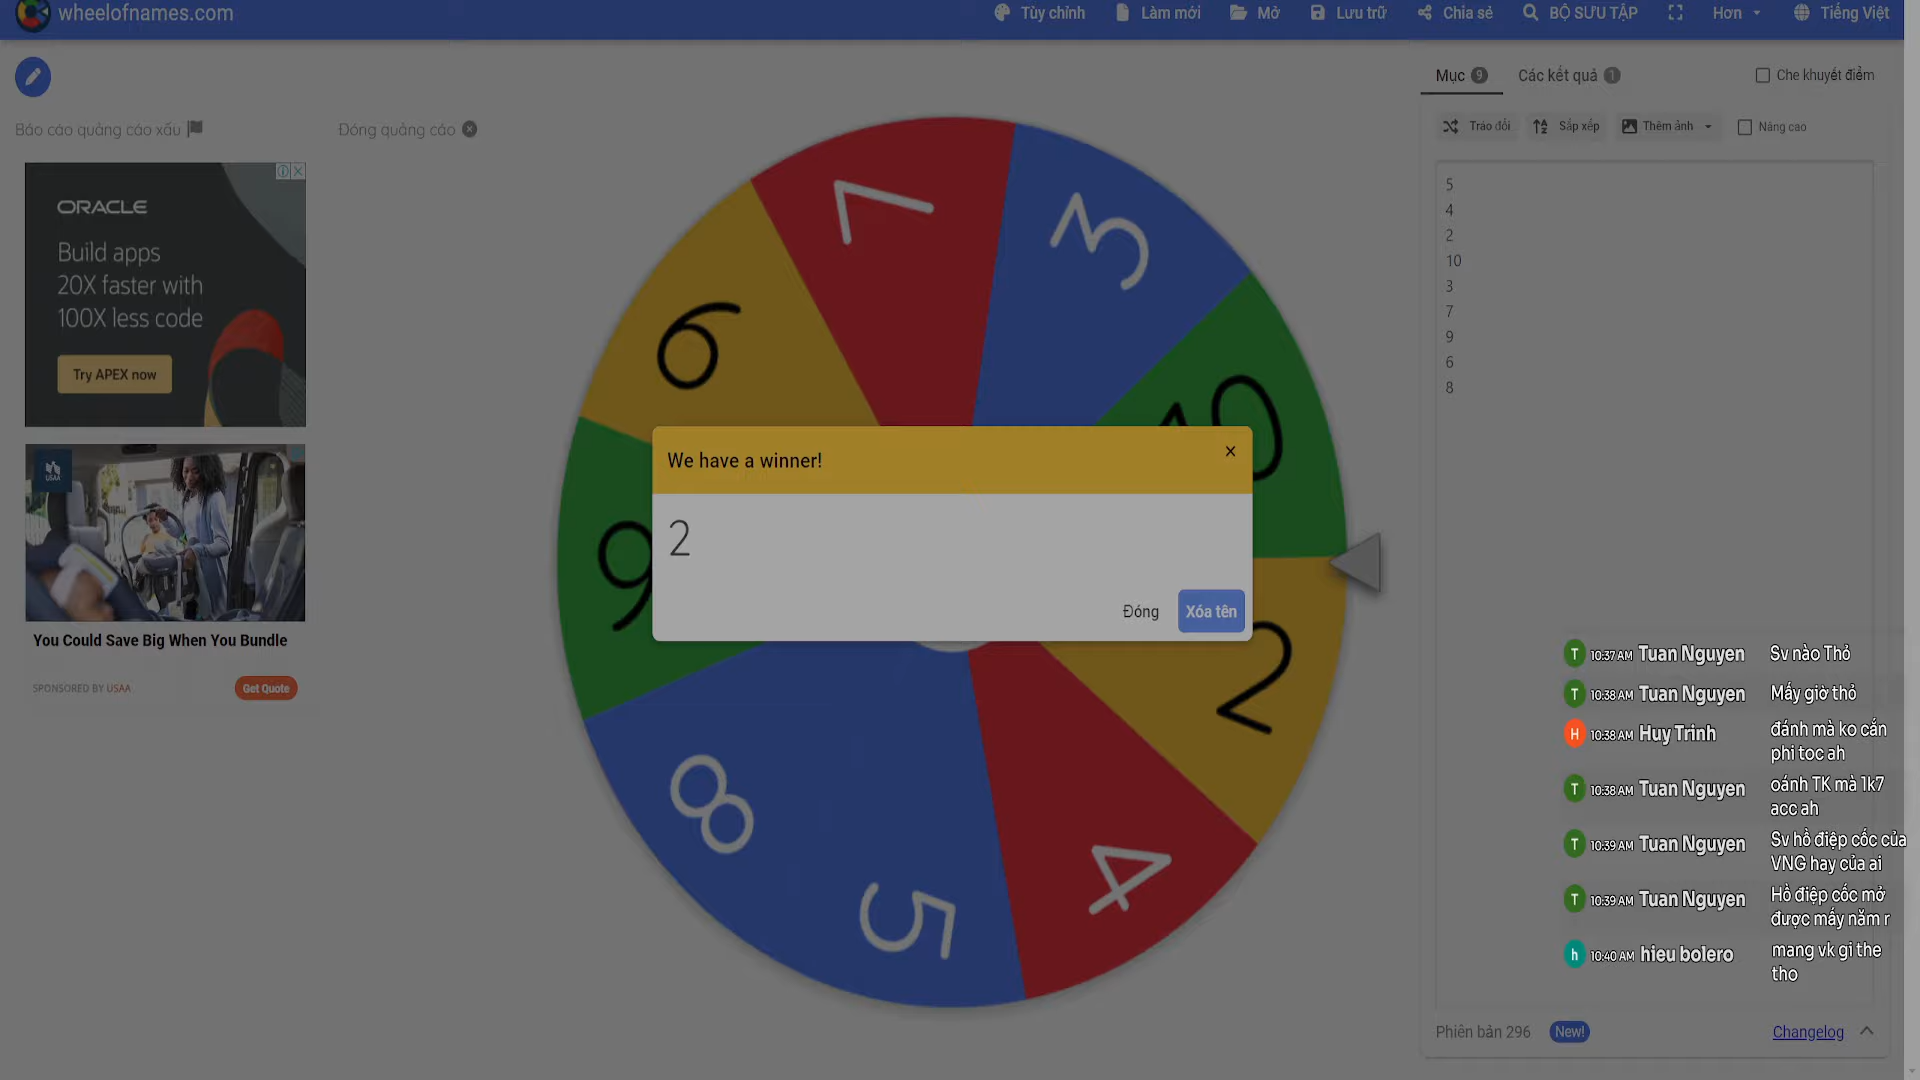 wheelofnames.com
Tùy chỉnh
Làm mới
Mở
Lưu trữ
Chia sẻ
BỘ SƯU TẬP
Hơn
Tiếng Việt
Báo cáo quảng cáo xấu
Đóng quảng cáo
ORACLE
Build apps
20X faster with
100X less code
Try APEX now
USAA
You Could Save Big When You Bundle
SPONSORED BY USAA
Get Quote
7
3
6
10
9
2
8
4
5
We have a winner!
2
Đóng
Xóa tên
Mục 9
Các kết quả 1
Che khuyết điểm
Tráo đổi
Sắp xếp
Thêm ảnh
Nâng cao
5
4
2
10
3
7
9
6
8
T 10:37 AM Tuan Nguyen Sv nào Thỏ
T 10:38 AM Tuan Nguyen Mấy giờ thỏ
H 10:38 AM Huy Trinh đánh mà ko cắn
phi toc ah
T 10:38 AM Tuan Nguyen oánh TK mà 1k7
acc ah
T 10:39 AM Tuan Nguyen Sv hồ điệp cốc của
VNG hay của ai
T 10:39 AM Tuan Nguyen Hồ điệp cốc mở
được mấy năm r
h 10:40 AM hieu bolero mang vk gi the
tho
Phiên bản 296
New!
Changelog